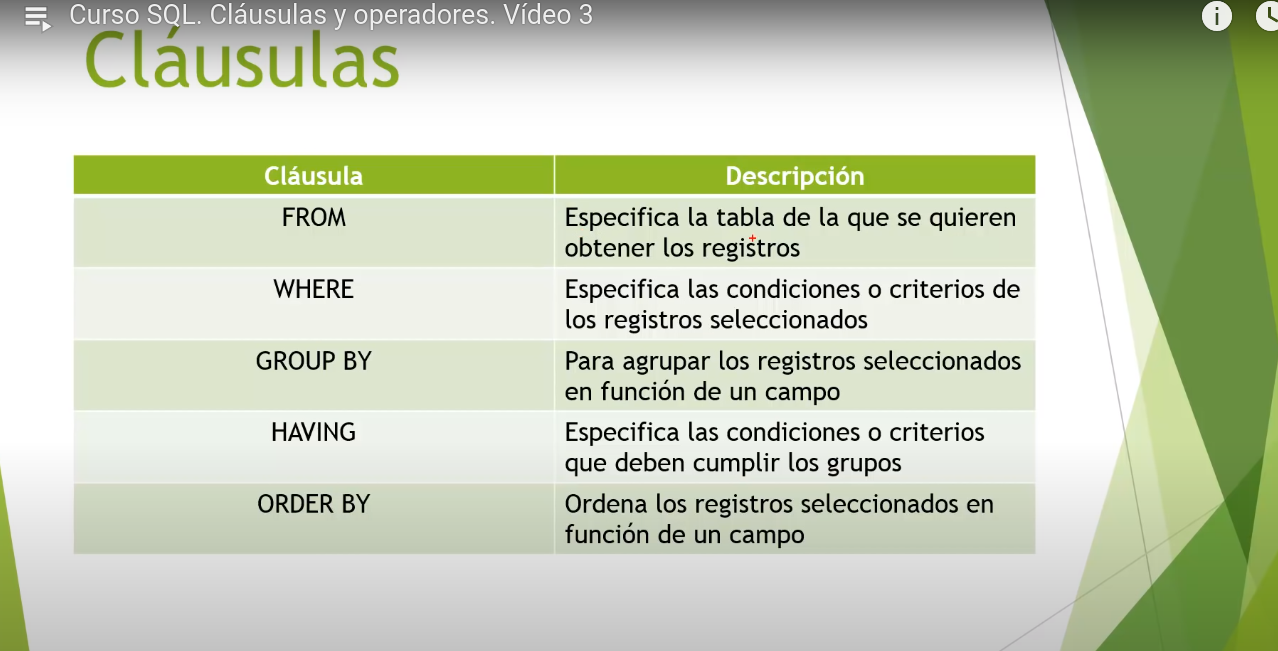 Curso SQL. Cláusulas y operadores. Vídeo 3
Cláusulas
Cláusula
Descripción
FROM
Especifica la tabla de la que se quieren
obtener los registros
WHERE
Especifica las condiciones o criterios de
los registros seleccionados
GROUP BY
Para agrupar los registros seleccionados
en función de un campo
HAVING
Especifica las condiciones o criterios
que deben cumplir los grupos
ORDER BY
Ordena los registros seleccionados en
función de un campo